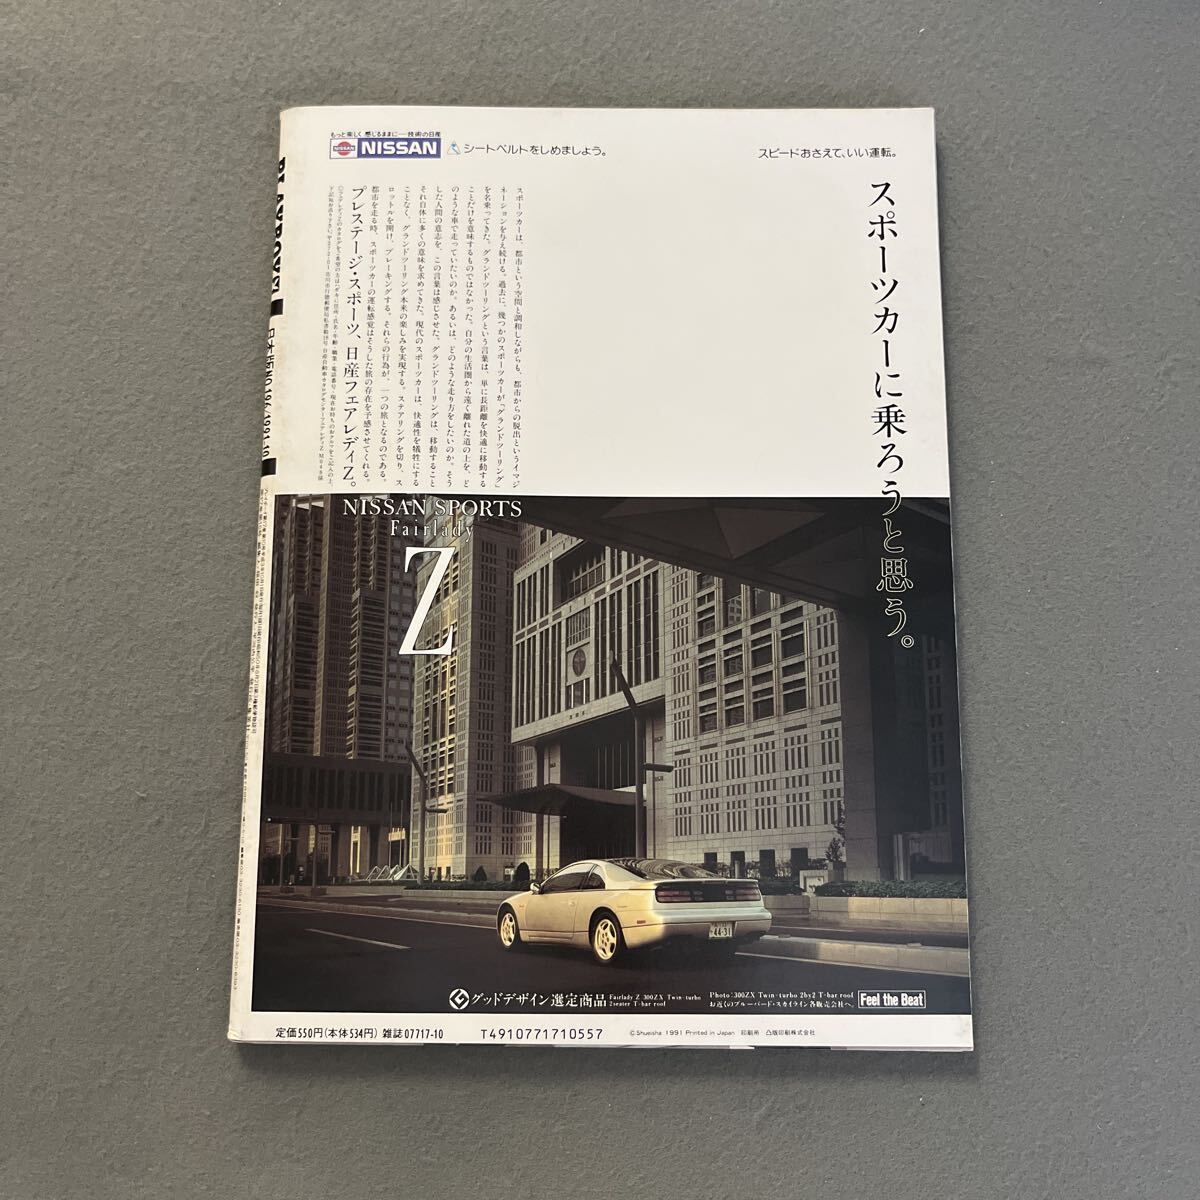 もっと楽しく 感じるままに——技術の日産
NISSAN
NISSAN
シートベルトをしめましょう。
スピードおさえて、いい運転。
スポーツカーに乗ろうと思う。
スポーツカーは、都市という空間と調和しながらも、都市からの脱出というイマジ
ネーションを与え続ける。過去に、幾つかのスポーツカーが「グランドツーリング」
を名乗ってきた。グランドツーリングという言葉は、単に長距離を快適に移動する
ことだけを意味するものではなかった。自分の生活圏から遠く離れた道の上を、ど
のような車で走っていたいのか。あるいは、どのような走り方をしたいのか。そう
した人間の意志を、この言葉は感じさせた。グランドツーリングは、移動すること
それ自体に多くの意味を求めてきた。現代のスポーツカーは、快適性を犠牲にする
ことなく、グランドツーリング本来の楽しみを実現する。ステアリングを切り、ス
ロットルを開け、ブレーキングする。それらの行為が、一つの旅となるのである。
都市を走る時、スポーツカーの運転感覚はそうした旅の存在を予感させてくれる。
プレステージ・スポーツ、日産フェアレディZ。
NISSAN SPORTS
Fairlady
Z
44-31
グッドデザイン選定商品
Fairlady Z 300ZX Twin-turbo
2seater T-bar roof
Photo:300ZX Twin-turbo 2by2 T-bar roof
お近くのブルーバード・スカイライン各販売会社へ。
Feel the Beat
定価550円(本体534円) 雑誌07717-10
T4910771710557
©Shueisha 1991 Printed in Japan 印刷所 凸版印刷株式会社
PLAYBOY
日本版NO.196/1991-10